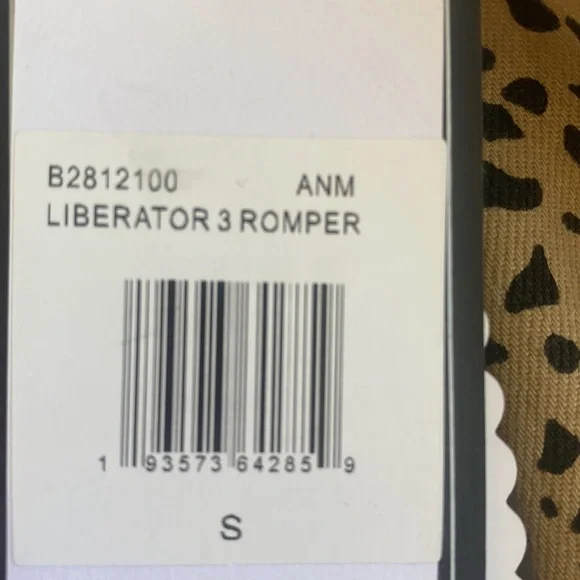 B2812100 ANM
LIBERATOR 3 ROMPER
1 93573 64285 9
S